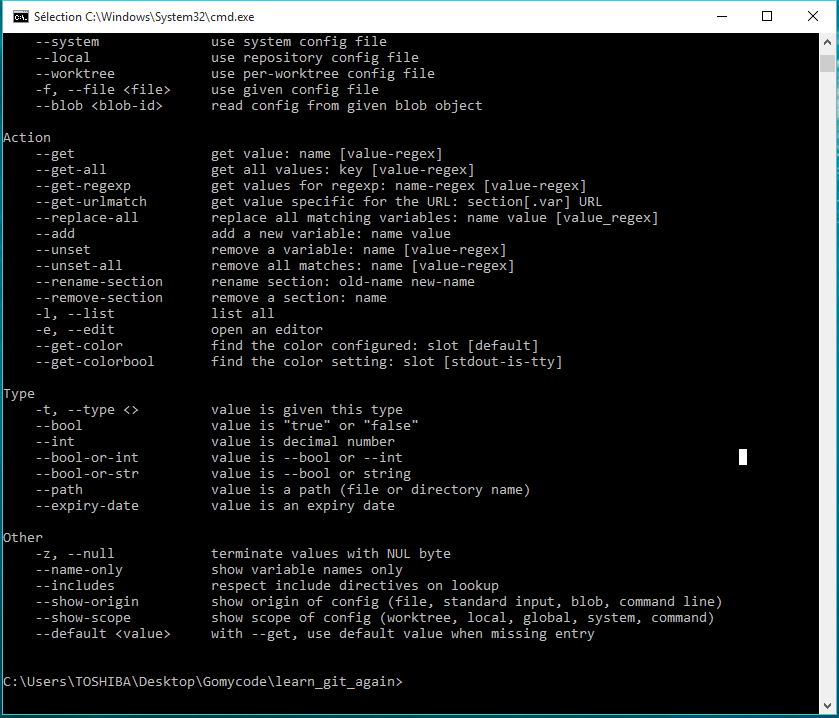 Sélection C:\Windows\System32\cmd.exe
--system use system config file
--local use repository config file
--worktree use per-worktree config file
-f, --file <file> use given config file
--blob <blob-id> read config from given blob object
Action
--get get value: name [value-regex]
--get-all get all values: key [value-regex]
--get-regexp get values for regexp: name-regex [value-regex]
--get-urlmatch get value specific for the URL: section[.var] URL
--replace-all replace all matching variables: name value [value_regex]
--add add a new variable: name value
--unset remove a variable: name [value-regex]
--unset-all remove all matches: name [value-regex]
--rename-section rename section: old-name new-name
--remove-section remove a section: name
-l, --list list all
-e, --edit open an editor
--get-color find the color configured: slot [default]
--get-colorbool find the color setting: slot [stdout-is-tty]
Type
-t, --type <> value is given this type
--bool value is "true" or "false"
--int value is decimal number
--bool-or-int value is --bool or --int
--bool-or-str value is --bool or string
--path value is a path (file or directory name)
--expiry-date value is an expiry date
Other
-z, --null terminate values with NUL byte
--name-only show variable names only
--includes respect include directives on lookup
--show-origin show origin of config (file, standard input, blob, command line)
--show-scope show scope of config (worktree, local, global, system, command)
--default <value> with --get, use default value when missing entry
C:\Users\TOSHIBA\Desktop\Gomycode\learn_git_again>